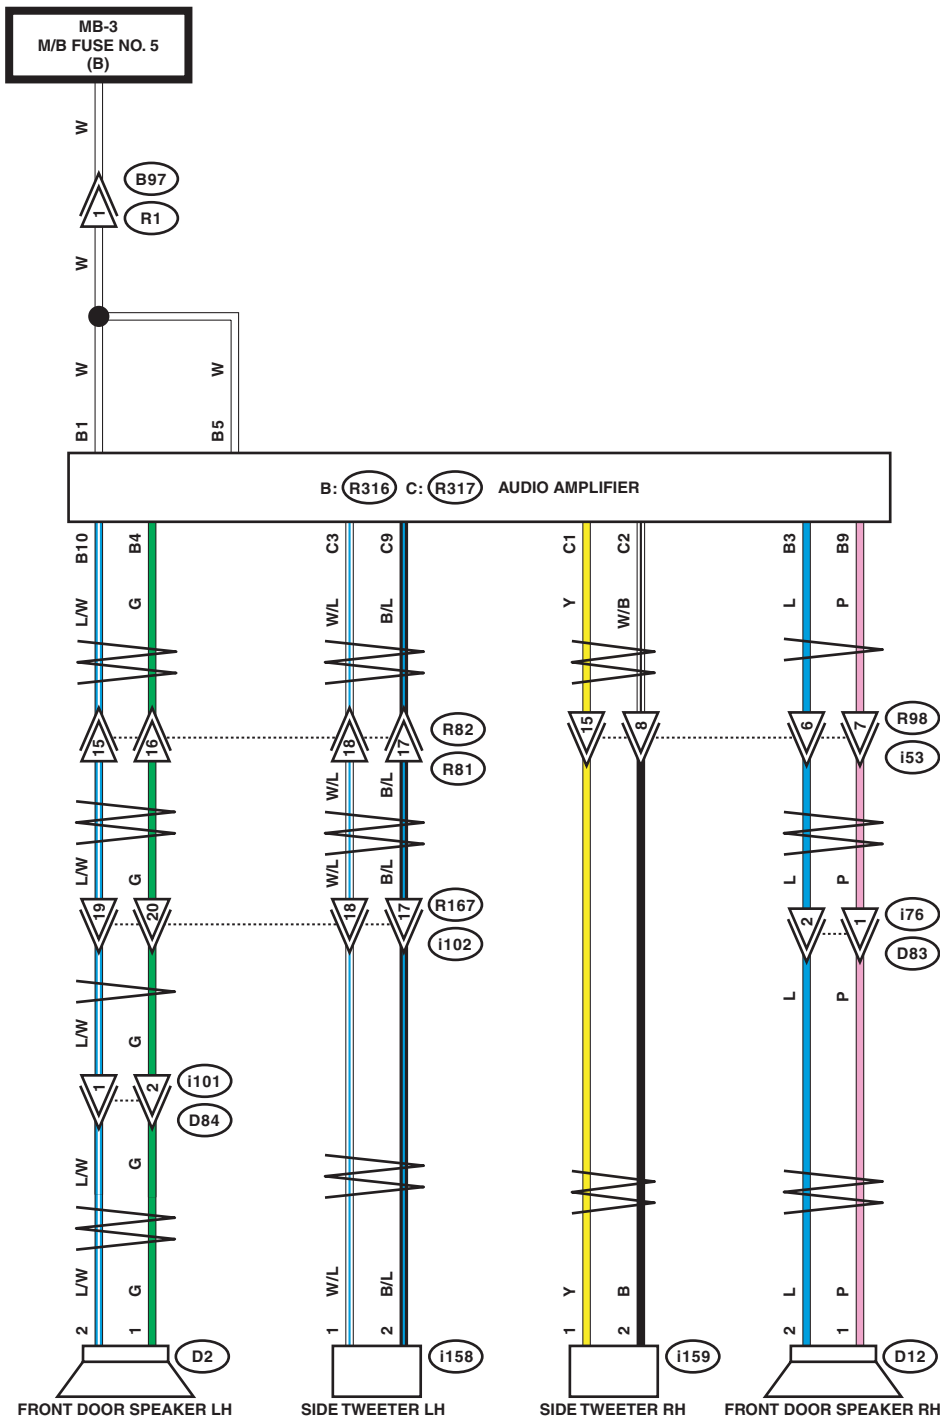 MB-3
M/B FUSE NO. 5
(B)
W
B97
1
R1
W
W
W
B1
B5
B: R316 C: R317 AUDIO AMPLIFIER
B10 B4 C3 C9 C1 C2 B3 B9
L/W G W/L B/L Y W/B L P
15 16 18 17 R82 15 8 6 7 R98
R81 i53
W/L B/L
L/W G W/L B/L L P
19 20 18 17 R167 2 1 i76
i102 D83
L/W G L P
1 2 i101
D84
L/W G
L/W G W/L B/L Y B L P
2 1 1 2 1 2 2 1
D2 i158 i159 D12
FRONT DOOR SPEAKER LH SIDE TWEETER LH SIDE TWEETER RH FRONT DOOR SPEAKER RH